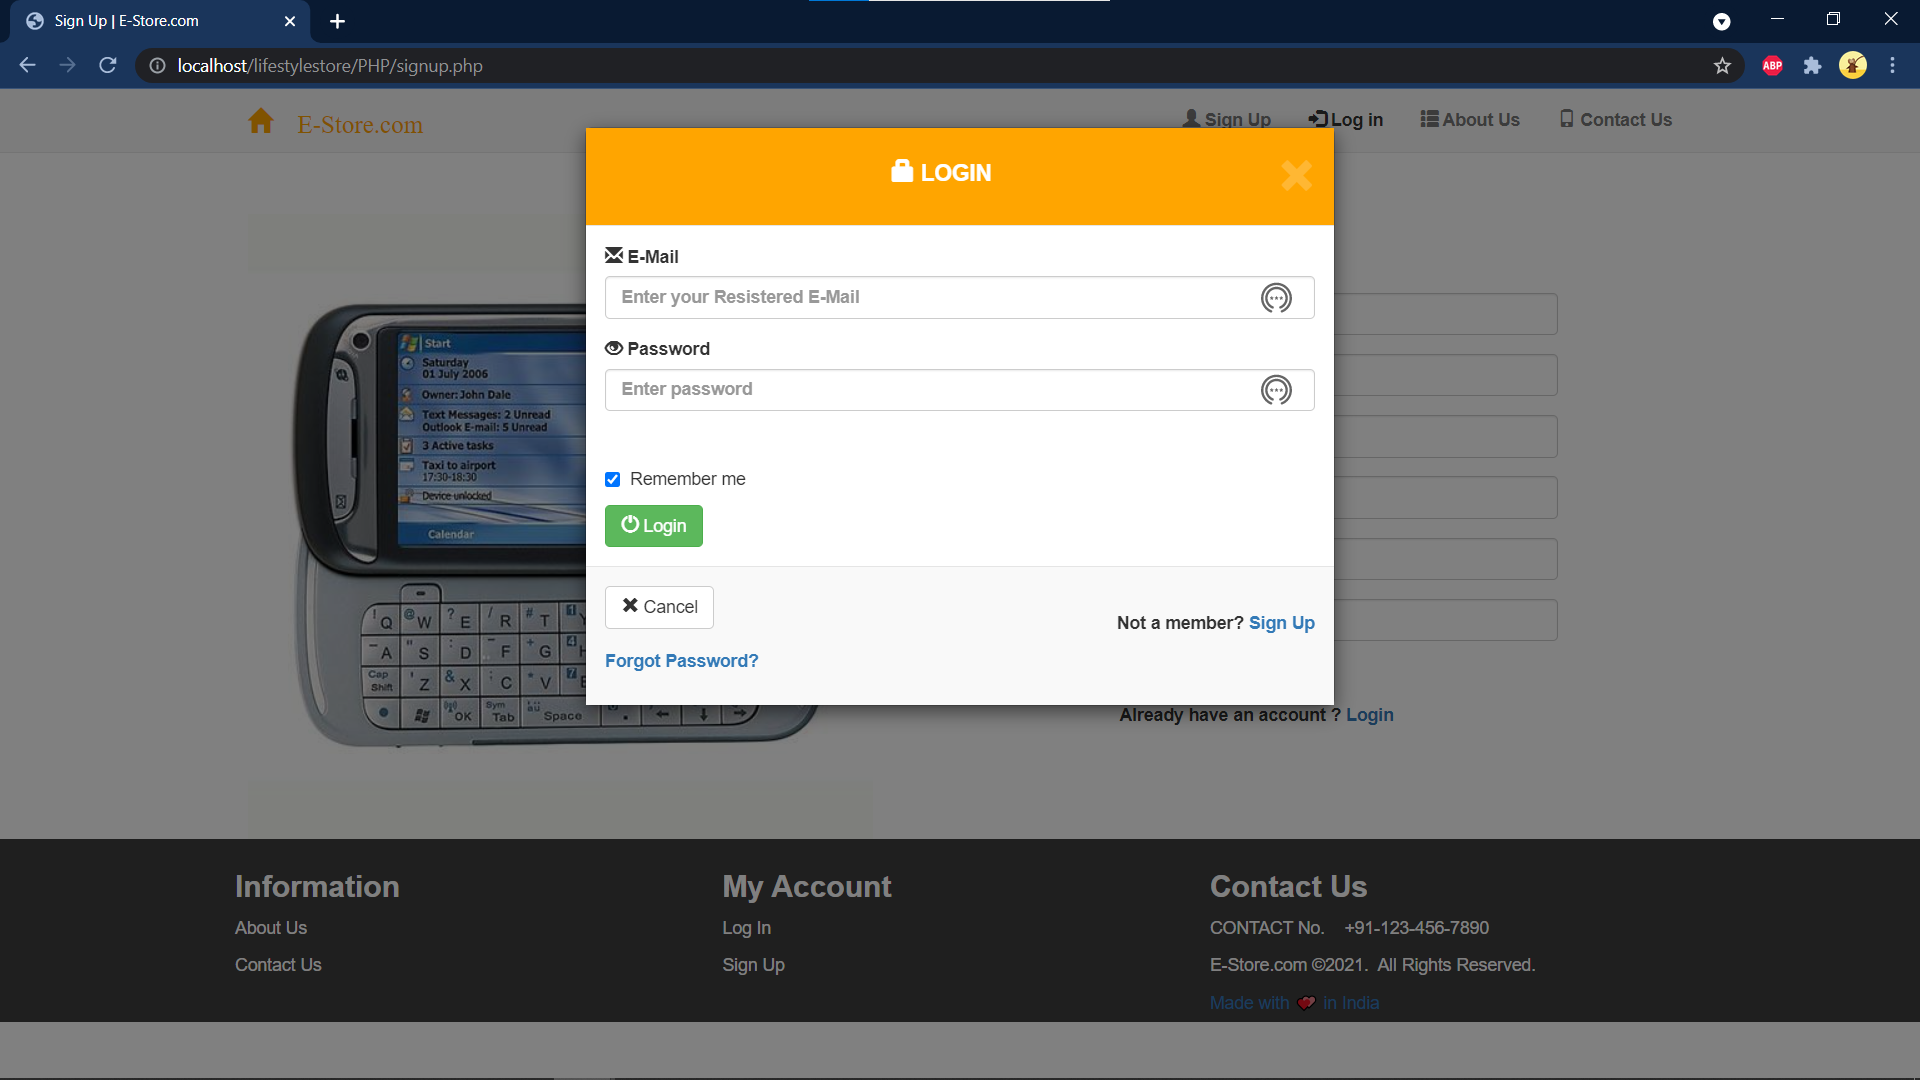 Sign Up | E-Store.com
localhost/lifestylestore/PHP/signup.php
ABP
E-Store.com
Sign Up
Log in
About Us
Contact Us
LOGIN
E-Mail
Enter your Resistered E-Mail
Password
Enter password
Remember me
Login
Cancel
Not a member? Sign Up
Forgot Password?
Start
Saturday
01 July 2006
Owner: John Dale
Text Messages: 2 Unread
Outlook E-mail: 5 Unread
3 Active tasks
Taxi to airport
17:30-18:30
Device unlocked
Calendar
! Q @ W ? E / R # T 1 Y
A " S : D F + G 4 H
Cap Shift ' Z & X ; C * V 7 B
OK Sym Tab áü Space
Already have an account ? Login
Information
About Us
Contact Us
My Account
Log In
Sign Up
Contact Us
CONTACT No. +91-123-456-7890
E-Store.com ©2021. All Rights Reserved.
Made with 💕 in India